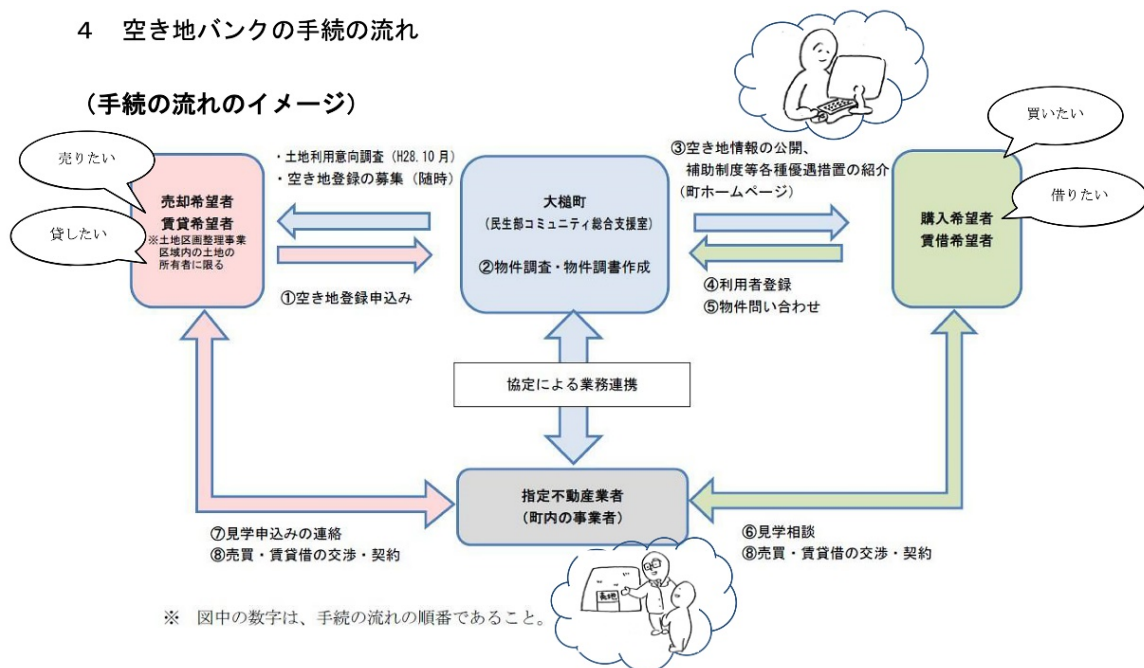 4　空き地バンクの手続の流れ
（手続の流れのイメージ）
売りたい
貸したい
売却希望者
賃貸希望者
※土地区画整理事業
区域内の土地の
所有者に限る
・土地利用意向調査（H28.10月）
・空き地登録の募集（随時）
①空き地登録申込み
大槌町
（民生部コミュニティ総合支援室）
②物件調査・物件調書作成
③空き地情報の公開、
補助制度等各種優遇措置の紹介
（町ホームページ）
④利用者登録
⑤物件問い合わせ
買いたい
借りたい
購入希望者
賃借希望者
協定による業務連携
指定不動産業者
（町内の事業者）
⑦見学申込みの連絡
⑧売買・賃貸借の交渉・契約
⑥見学相談
⑧売買・賃貸借の交渉・契約
売地
※　図中の数字は、手続の流れの順番であること。